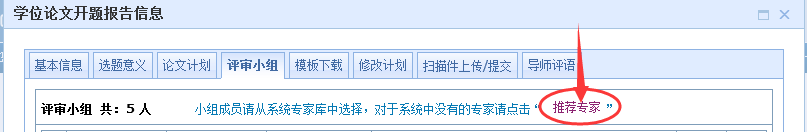 学位论文开题报告信息
基本信息 选题意义 论文计划 评审小组 模板下载 修改计划 扫描件上传/提交 导师评语
评审小组 共：5 人 小组成员请从系统专家库中选择，对于系统中没有的专家请点击“ 推荐专家 ”